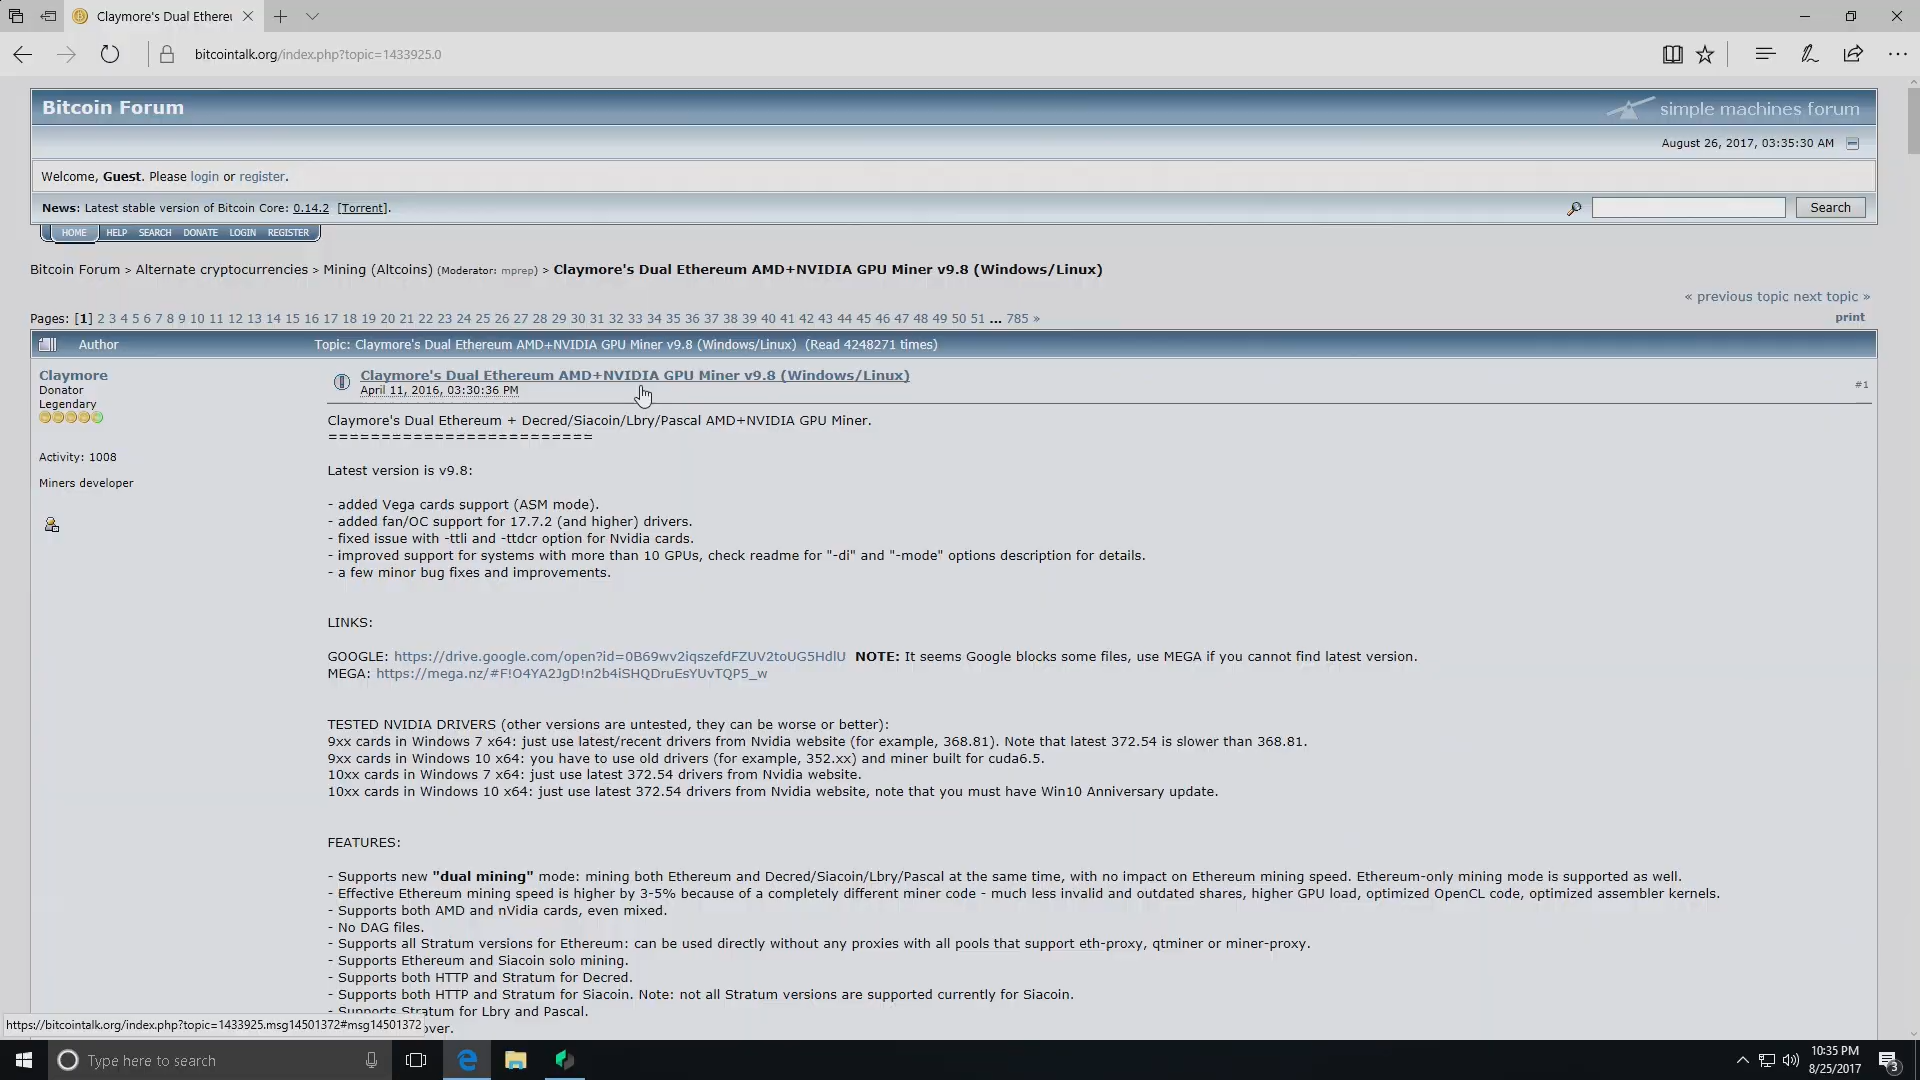 Claymore's Dual Ethereu
bitcointalk.org/index.php?topic=1433925.0
Bitcoin Forum
simple machines forum
August 26, 2017, 03:35:30 AM
Welcome, Guest. Please login or register.
News: Latest stable version of Bitcoin Core: 0.14.2 [Torrent].
Search
HOME HELP SEARCH DONATE LOGIN REGISTER
Bitcoin Forum > Alternate cryptocurrencies > Mining (Altcoins) (Moderator: mprep) > Claymore's Dual Ethereum AMD+NVIDIA GPU Miner v9.8 (Windows/Linux)
« previous topic next topic »
Pages: [1] 2 3 4 5 6 7 8 9 10 11 12 13 14 15 16 17 18 19 20 21 22 23 24 25 26 27 28 29 30 31 32 33 34 35 36 37 38 39 40 41 42 43 44 45 46 47 48 49 50 51 ... 785 »
print
Author
Topic: Claymore's Dual Ethereum AMD+NVIDIA GPU Miner v9.8 (Windows/Linux) (Read 4248271 times)
Claymore
Donator
Legendary
Activity: 1008
Miners developer
Claymore's Dual Ethereum AMD+NVIDIA GPU Miner v9.8 (Windows/Linux)
April 11, 2016, 03:30:36 PM
#1
Claymore's Dual Ethereum + Decred/Siacoin/Lbry/Pascal AMD+NVIDIA GPU Miner.
=========================
Latest version is v9.8:
- added Vega cards support (ASM mode).
- added fan/OC support for 17.7.2 (and higher) drivers.
- fixed issue with -ttli and -ttdcr option for Nvidia cards.
- improved support for systems with more than 10 GPUs, check readme for "-di" and "-mode" options description for details.
- a few minor bug fixes and improvements.
LINKS:
GOOGLE: https://drive.google.com/open?id=0B69wv2iqszefdFZUV2toUG5HdlU NOTE: It seems Google blocks some files, use MEGA if you cannot find latest version.
MEGA: https://mega.nz/#F!O4YA2JgD!n2b4iSHQDruEsYUvTQP5_w
TESTED NVIDIA DRIVERS (other versions are untested, they can be worse or better):
9xx cards in Windows 7 x64: just use latest/recent drivers from Nvidia website (for example, 368.81). Note that latest 372.54 is slower than 368.81.
9xx cards in Windows 10 x64: you have to use old drivers (for example, 352.xx) and miner built for cuda6.5.
10xx cards in Windows 7 x64: just use latest 372.54 drivers from Nvidia website.
10xx cards in Windows 10 x64: just use latest 372.54 drivers from Nvidia website, note that you must have Win10 Anniversary update.
FEATURES:
- Supports new "dual mining" mode: mining both Ethereum and Decred/Siacoin/Lbry/Pascal at the same time, with no impact on Ethereum mining speed. Ethereum-only mining mode is supported as well.
- Effective Ethereum mining speed is higher by 3-5% because of a completely different miner code - much less invalid and outdated shares, higher GPU load, optimized OpenCL code, optimized assembler kernels.
- Supports both AMD and nVidia cards, even mixed.
- No DAG files.
- Supports all Stratum versions for Ethereum: can be used directly without any proxies with all pools that support eth-proxy, qtminer or miner-proxy.
- Supports Ethereum and Siacoin solo mining.
- Supports both HTTP and Stratum for Decred.
- Supports both HTTP and Stratum for Siacoin. Note: not all Stratum versions are supported currently for Siacoin.
- Supports Stratum for Lbry and Pascal.
over.
https://bitcointalk.org/index.php?topic=1433925.msg14501372#msg14501372
Type here to search
10:35 PM
8/25/2017
3